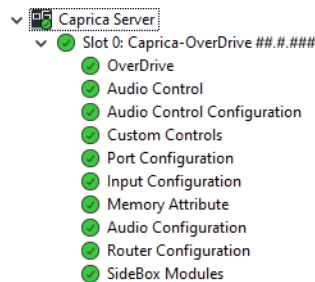 Caprica Server
Slot 0: Caprica-OverDrive ##.#.###
OverDrive
Audio Control
Audio Control Configuration
Custom Controls
Port Configuration
Input Configuration
Memory Attribute
Audio Configuration
Router Configuration
SideBox Modules